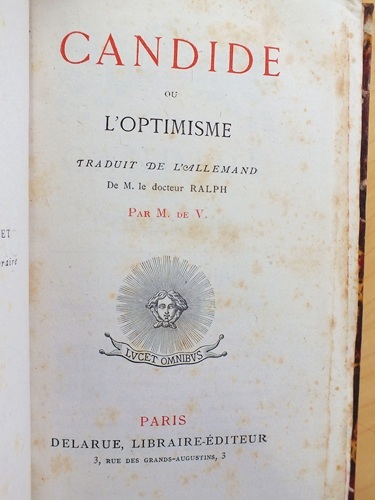 CANDIDE
OU
L'OPTIMISME
TRADUIT DE L'ALLEMAND
De M. le docteur RALPH
PAR M. DE V.
LVCET OMNIBVS
PARIS
DELARUE, LIBRAIRE-ÉDITEUR
3, RUE DES GRANDS-AUGUSTINS, 3